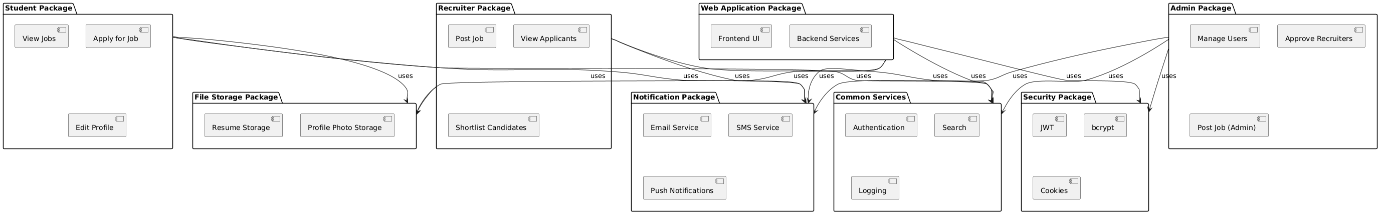 Student Package
View Jobs
Apply for Job
Edit Profile
Recruiter Package
Post Job
View Applicants
Shortlist Candidates
Web Application Package
Frontend UI
Backend Services
Admin Package
Manage Users
Approve Recruiters
Post Job (Admin)
uses
uses
uses
uses
uses
uses
uses
uses
uses
uses
File Storage Package
Resume Storage
Profile Photo Storage
Notification Package
Email Service
SMS Service
Push Notifications
Common Services
Authentication
Search
Logging
Security Package
JWT
bcrypt
Cookies